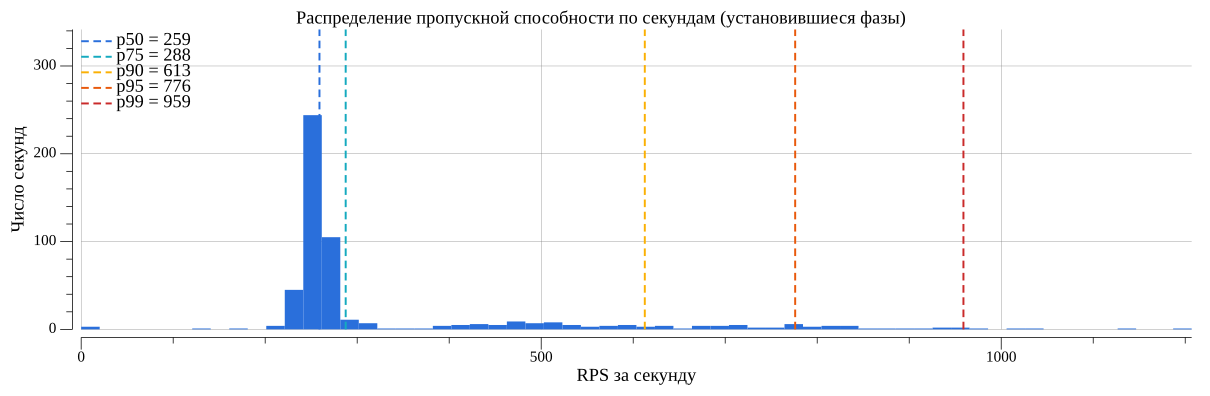 Распределение пропускной способности по секундам (установившиеся фазы)
p50 = 259
p75 = 288
p90 = 613
p95 = 776
p99 = 959
Число секунд
300
200
100
0
0
500
1000
RPS за секунду